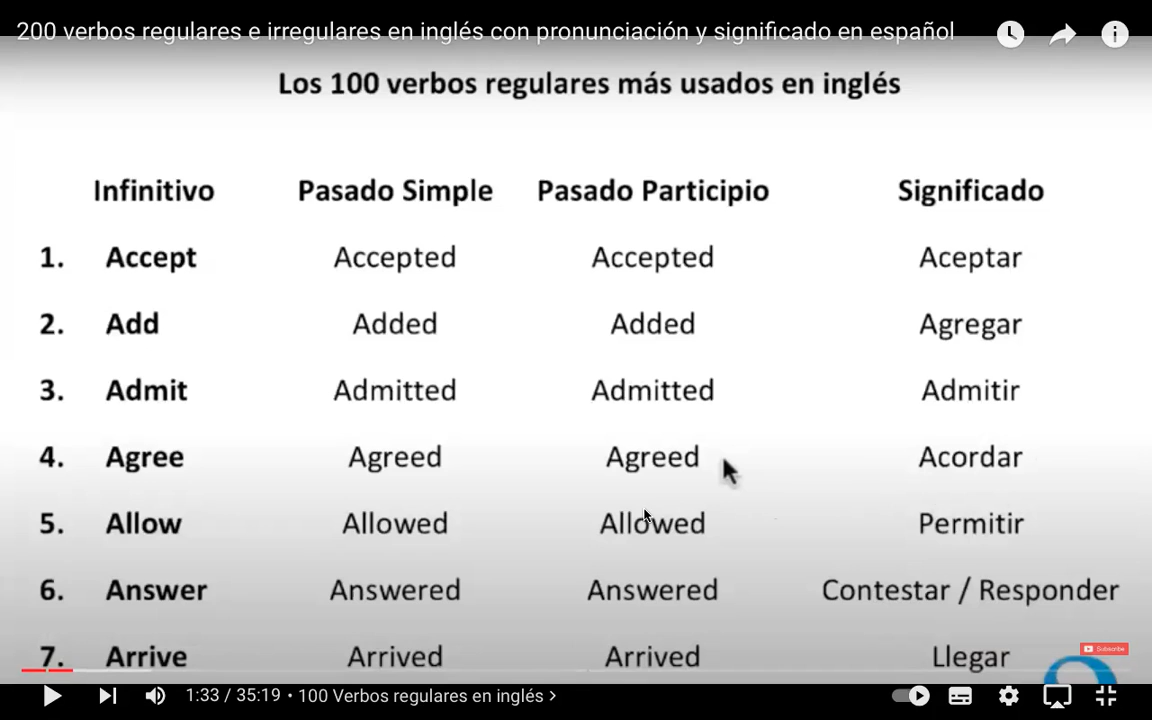 200 verbos regulares e irregulares en inglés con pronunciación y significado en español
Los 100 verbos regulares más usados en inglés
Infinitivo Pasado Simple Pasado Participio Significado
1. Accept Accepted Accepted Aceptar
2. Add Added Added Agregar
3. Admit Admitted Admitted Admitir
4. Agree Agreed Agreed Acordar
5. Allow Allowed Allowed Permitir
6. Answer Answered Answered Contestar / Responder
7. Arrive Arrived Arrived Llegar
Subscribe
1:33 / 35:19 • 100 Verbos regulares en inglés >